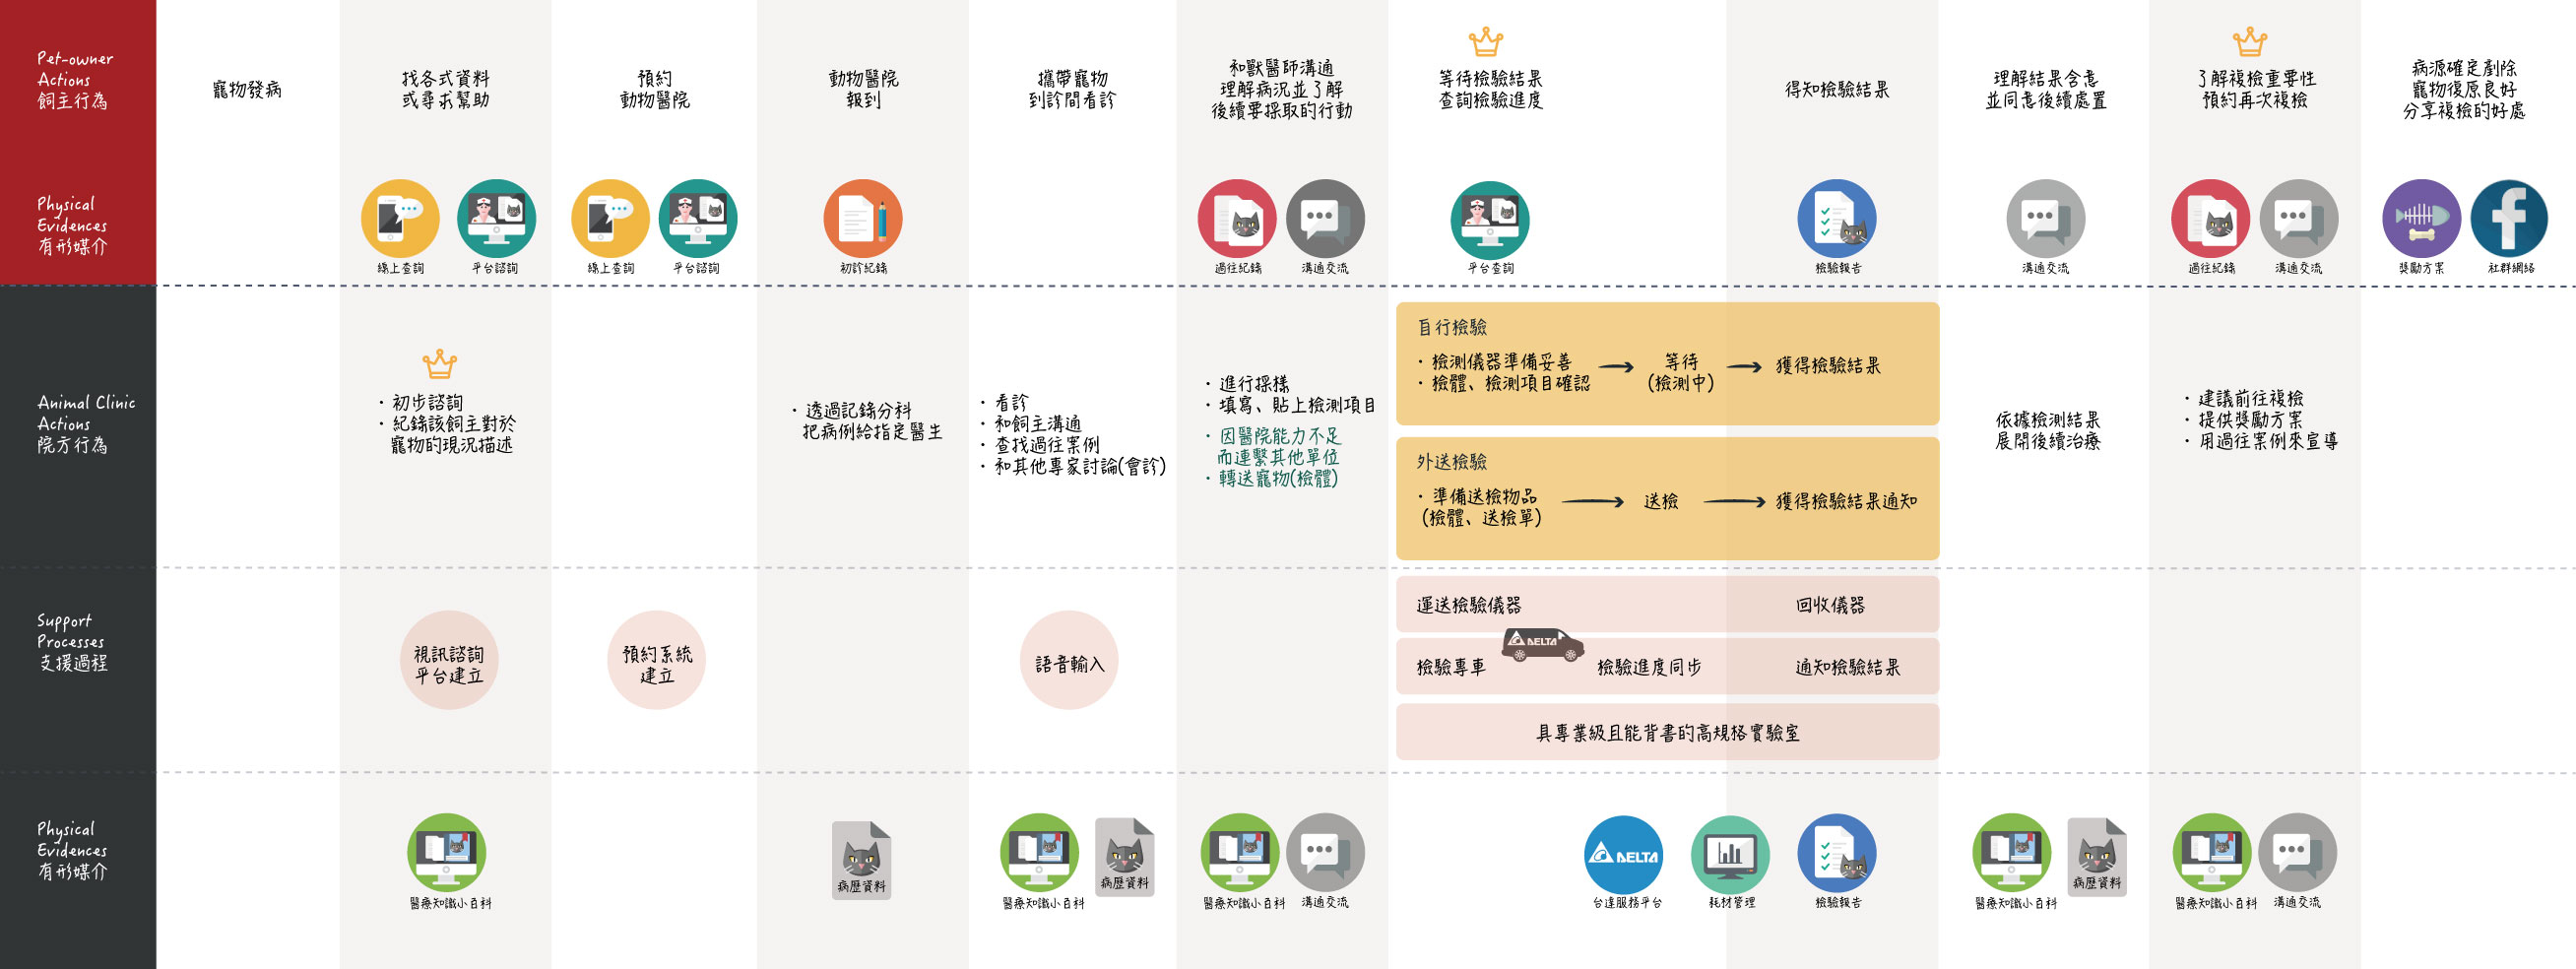 Pet-owner
Actions
飼主行為
寵物發病
找各式資料
或尋求幫助
預約
動物醫院
動物醫院
報到
攜帶寵物
到診間看診
和獸醫師溝通
理解病況並了解
後續要採取的行動
等待檢驗結果
查詢檢驗進度
得知檢驗結果
理解結果含意
並同意後續處置
了解複檢重要性
預約再次複檢
病源確定剷除
寵物復原良好
分享複檢的好處
Physical
Evidences
有形媒介
線上查詢
平台諮詢
線上查詢
平台諮詢
初診紀錄
過往紀錄
溝通交流
平台查詢
檢驗報告
溝通交流
過往紀錄
溝通交流
獎勵方案
社群網絡
Animal Clinic
Actions
院方行為
・初步諮詢
・紀錄該飼主對於
寵物的現況描述
・透過記錄分科
把病例給指定醫生
・看診
・和飼主溝通
・查找過往案例
・和其他專家討論(會診)
・進行採樣
・填寫、貼上檢測項目
・因醫院能力不足
而連繫其他單位
・轉送寵物(檢體)
自行檢驗
・檢測儀器準備妥善
・檢體、檢測項目確認
等待
(檢測中)
獲得檢驗結果
外送檢驗
・準備送檢物品
(檢體、送檢單)
送檢
獲得檢驗結果通知
依據檢測結果
展開後續治療
・建議前往複檢
・提供獎勵方案
・用過往案例來宣導
Support
Processes
支援過程
視訊諮詢
平台建立
預約系統
建立
語音輸入
運送檢驗儀器
回收儀器
DELTA
檢驗專車
檢驗進度同步
通知檢驗結果
具專業級且能背書的高規格實驗室
Physical
Evidences
有形媒介
醫療知識小百科
病歷資料
醫療知識小百科
病歷資料
醫療知識小百科
溝通交流
DELTA
台達服務平台
耗材管理
檢驗報告
醫療知識小百科
病歷資料
醫療知識小百科
溝通交流